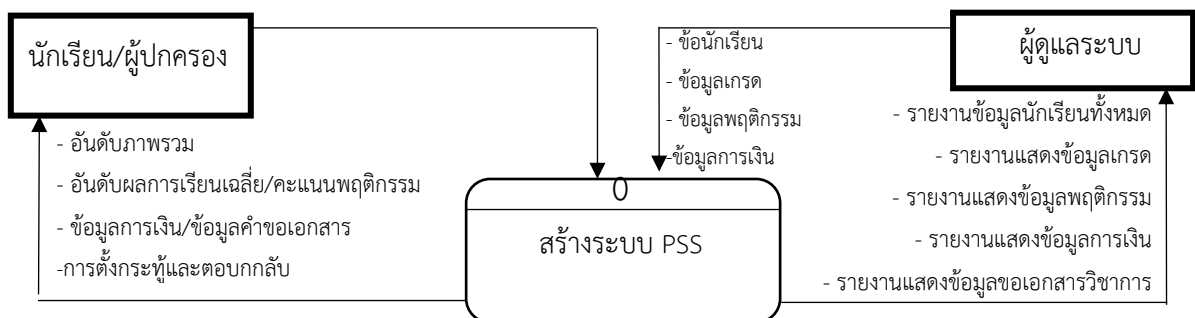 นักเรียน/ผู้ปกครอง
ผู้ดูแลระบบ
- ข้อนักเรียน
- ข้อมูลเกรด
- ข้อมูลพฤติกรรม
-ข้อมูลการเงิน
- รายงานข้อมูลนักเรียนทั้งหมด
- รายงานแสดงข้อมูลเกรด
- รายงานแสดงข้อมูลพฤติกรรม
- รายงานแสดงข้อมูลการเงิน
- รายงานแสดงข้อมูลขอเอกสารวิชาการ
- อันดับภาพรวม
- อันดับผลการเรียนเฉลี่ย/คะแนนพฤติกรรม
- ข้อมูลการเงิน/ข้อมูลคำขอเอกสาร
-การตั้งกระทู้และตอบกกลับ
0
สร้างระบบ PSS